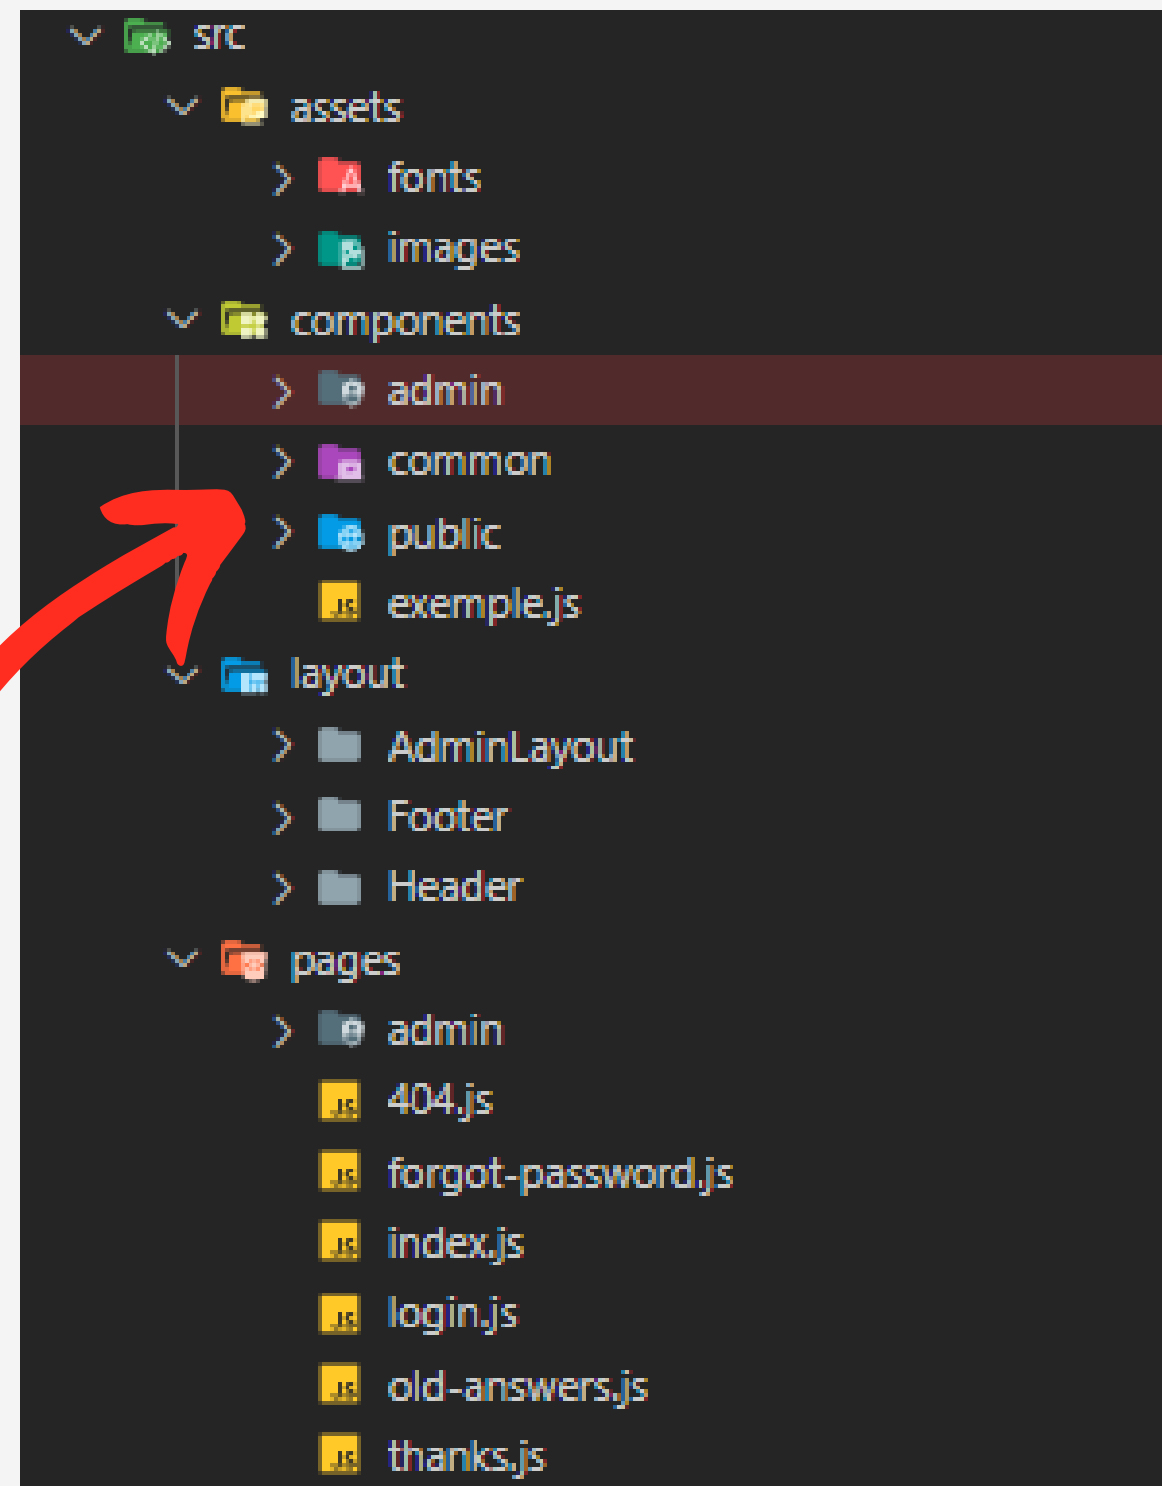 src
assets
fonts
images
components
admin
common
public
exemple.js
layout
AdminLayout
Footer
Header
pages
admin
404.js
forgot-password.js
index.js
login.js
old-answers.js
thanks.js